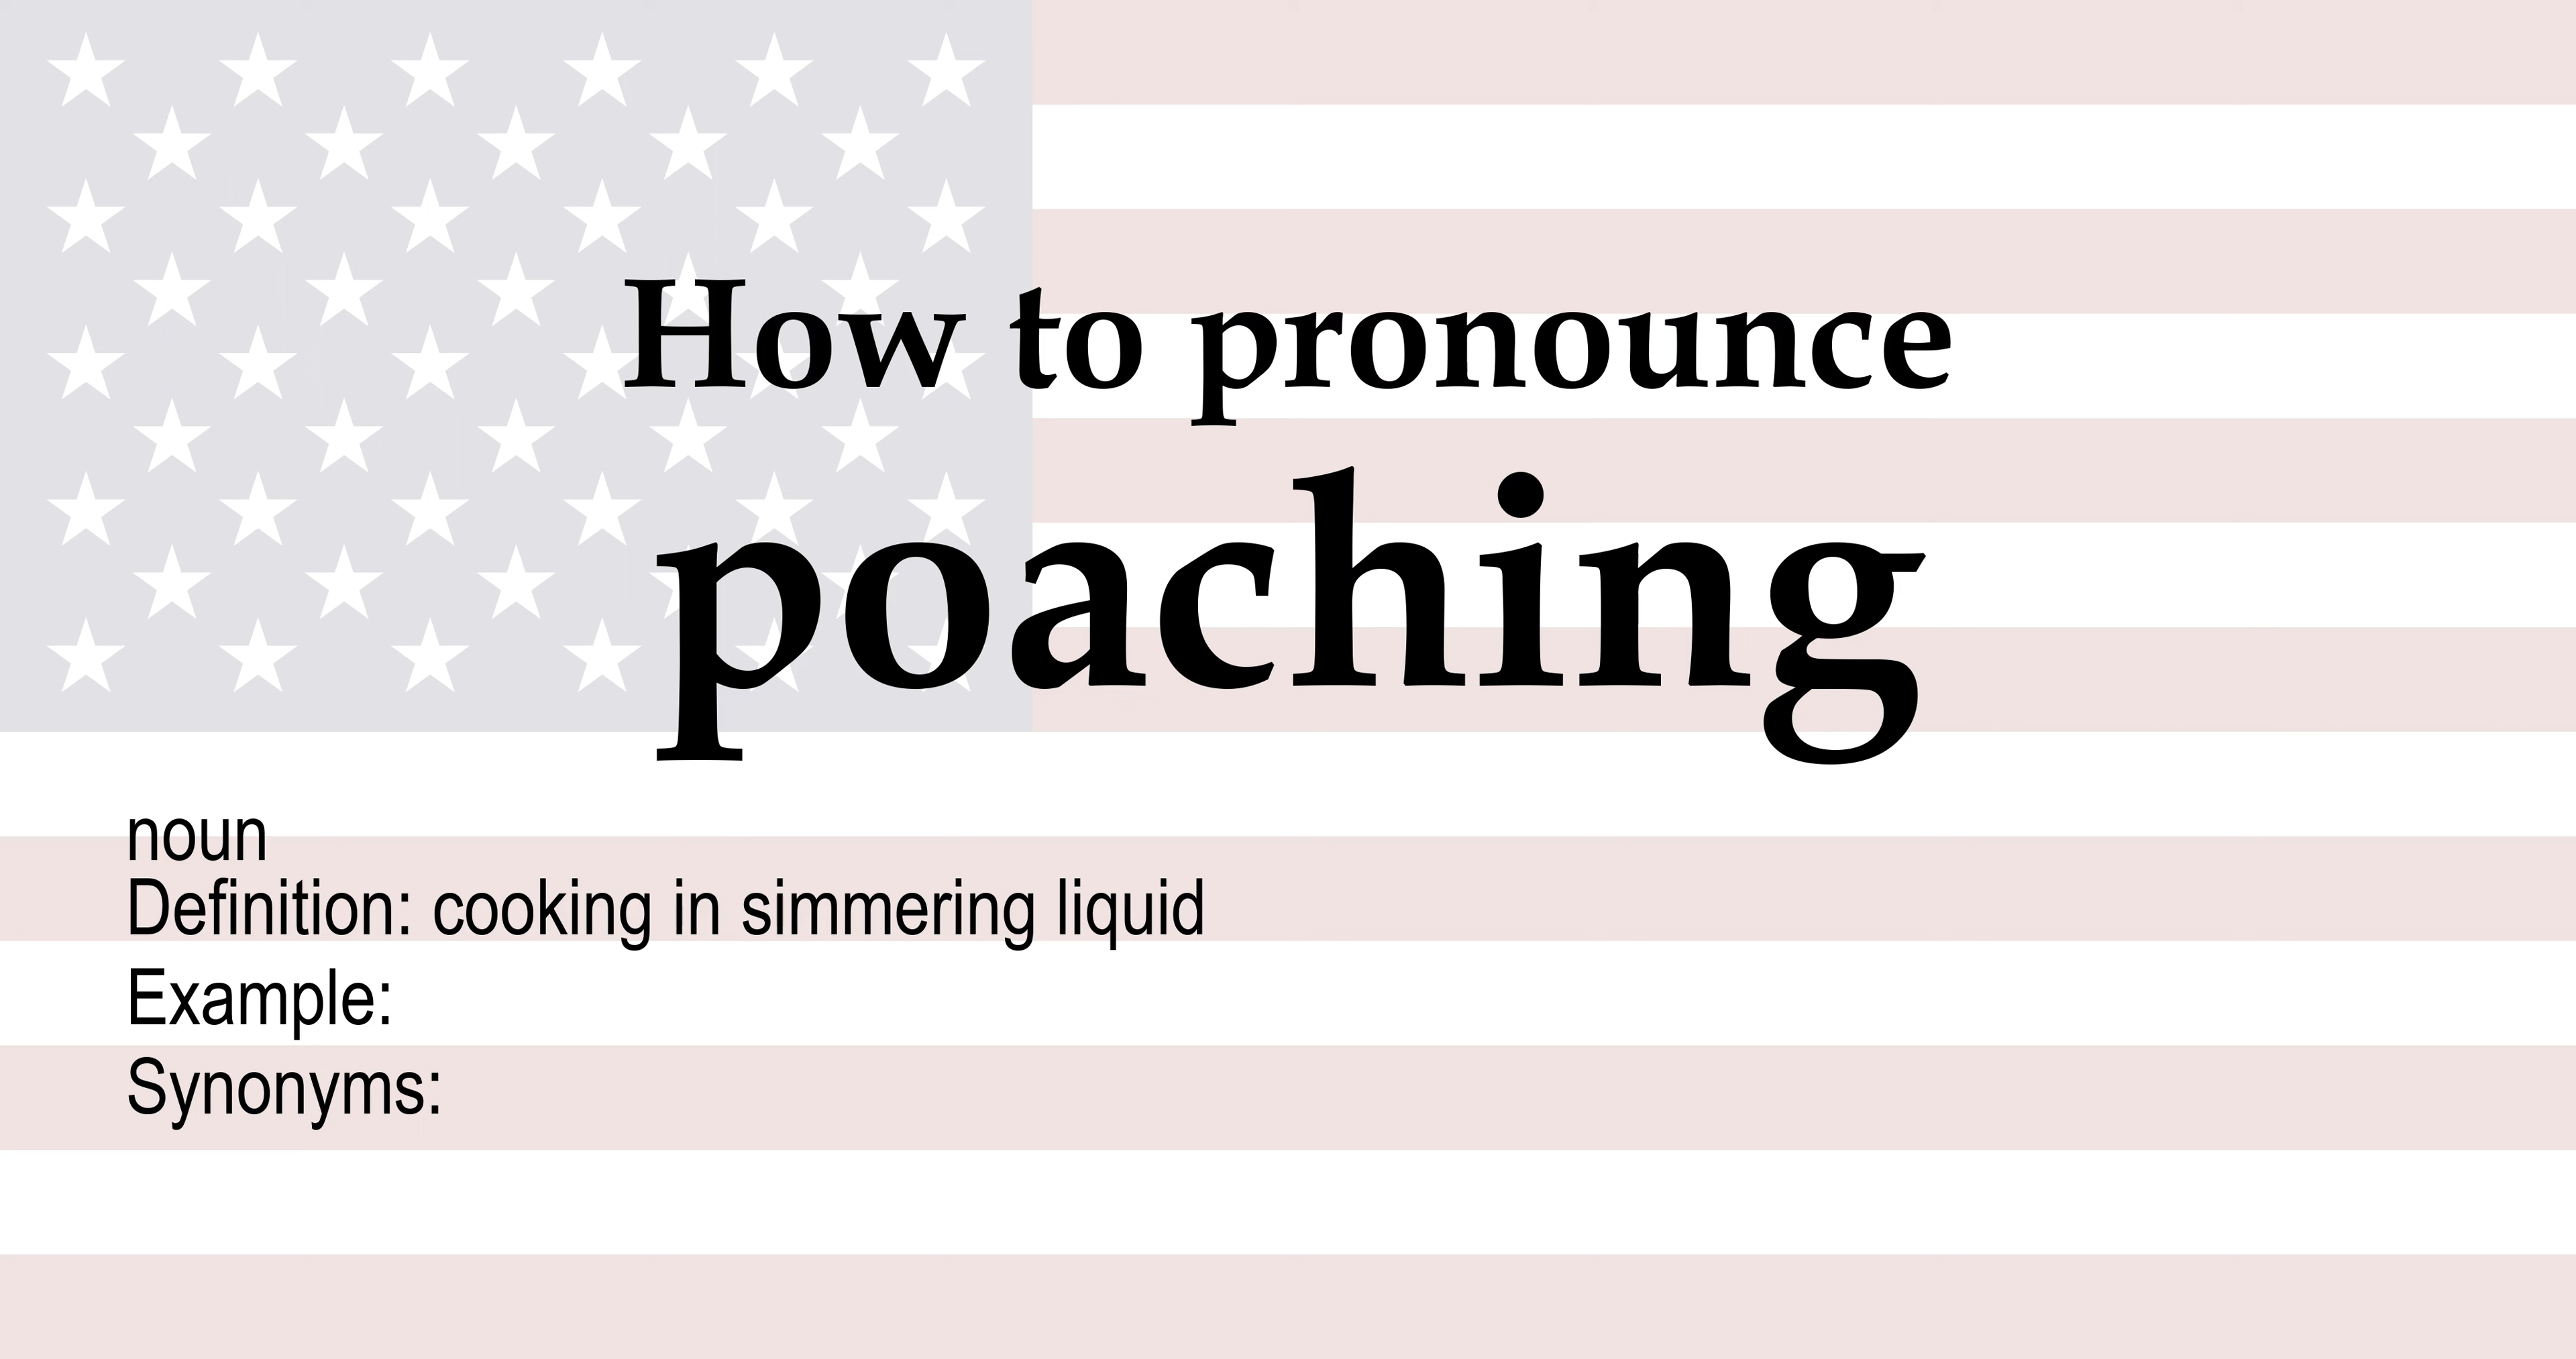 How to pronounce
poaching
noun
Definition: cooking in simmering liquid
Example:
Synonyms: